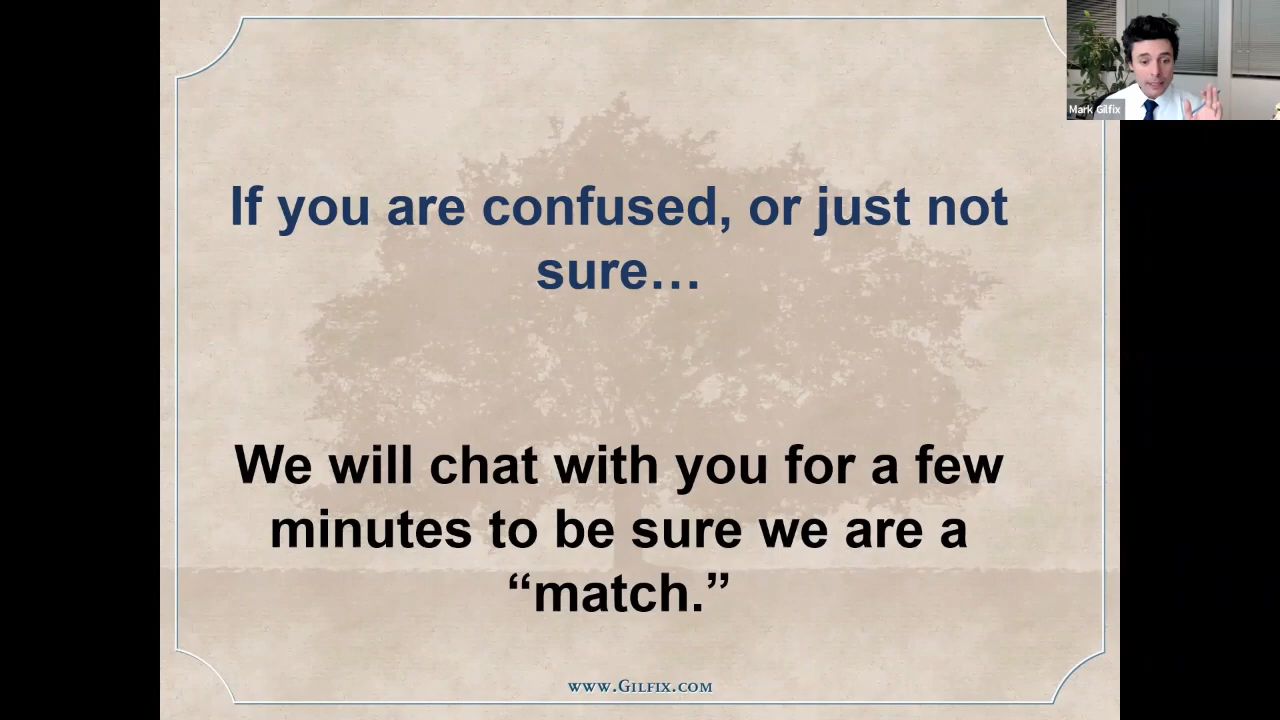 Mark Gilfix
If you are confused, or just not
sure…
We will chat with you for a few
minutes to be sure we are a
“match.”
www.Gilfix.com